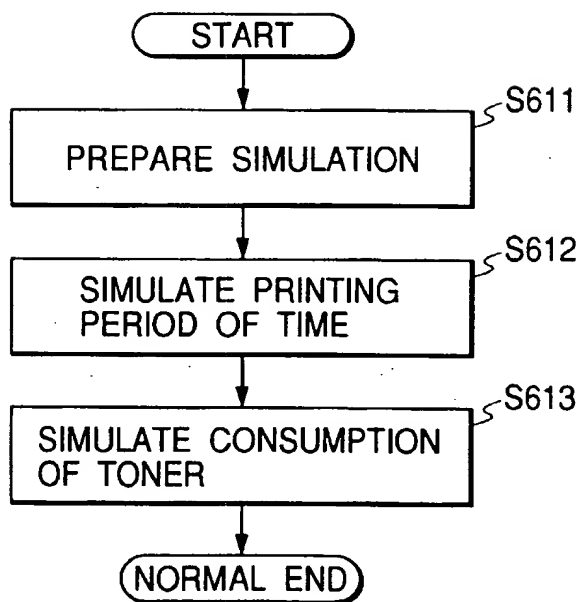 START
S611
PREPARE SIMULATION
S612
SIMULATE PRINTING
PERIOD OF TIME
S613
SIMULATE CONSUMPTION
OF TONER
NORMAL END